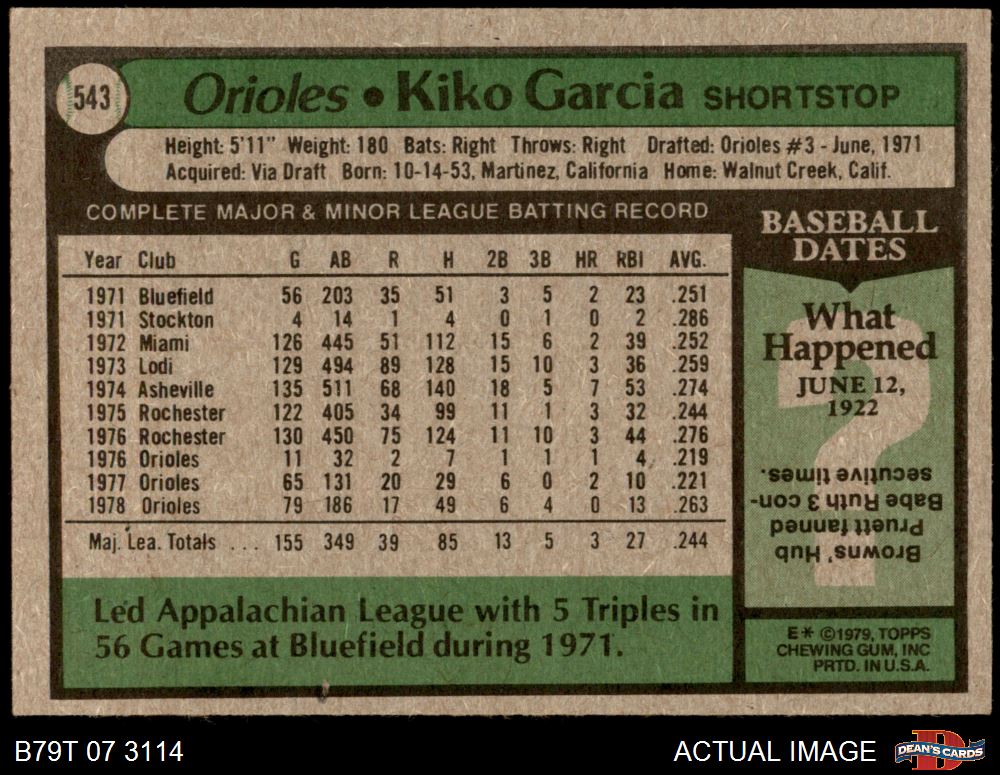 543
Orioles • Kiko Garcia SHORTSTOP
Height: 5'11" Weight: 180 Bats: Right Throws: Right Drafted: Orioles #3 - June, 1971
Acquired: Via Draft Born: 10-14-53, Martinez, California Home: Walnut Creek, Calif.
COMPLETE MAJOR & MINOR LEAGUE BATTING RECORD
Year Club G AB R H 2B 3B HR RBI AVG.
1971 Bluefield 56 203 35 51 3 5 2 23 .251
1971 Stockton 4 14 1 4 0 1 0 2 .286
1972 Miami 126 445 51 112 15 6 2 39 .252
1973 Lodi 129 494 89 128 15 10 3 36 .259
1974 Asheville 135 511 68 140 18 5 7 53 .274
1975 Rochester 122 405 34 99 11 1 3 32 .244
1976 Rochester 130 450 75 124 11 10 3 44 .276
1976 Orioles 11 32 2 7 1 1 1 4 .219
1977 Orioles 65 131 20 29 6 0 2 10 .221
1978 Orioles 79 186 17 49 6 4 0 13 .263
Maj. Lea. Totals ... 155 349 39 85 13 5 3 27 .244
Led Appalachian League with 5 Triples in
56 Games at Bluefield during 1971.
BASEBALL
DATES
What
Happened
JUNE 12,
1922
Browns' Hub
Pruett fanned
Babe Ruth 3 con-
secutive times.
E* ©1979, TOPPS
CHEWING GUM, INC
PRTD. IN U.S.A.
B79T 07 3114
ACTUAL IMAGE
DEAN'S CARDS